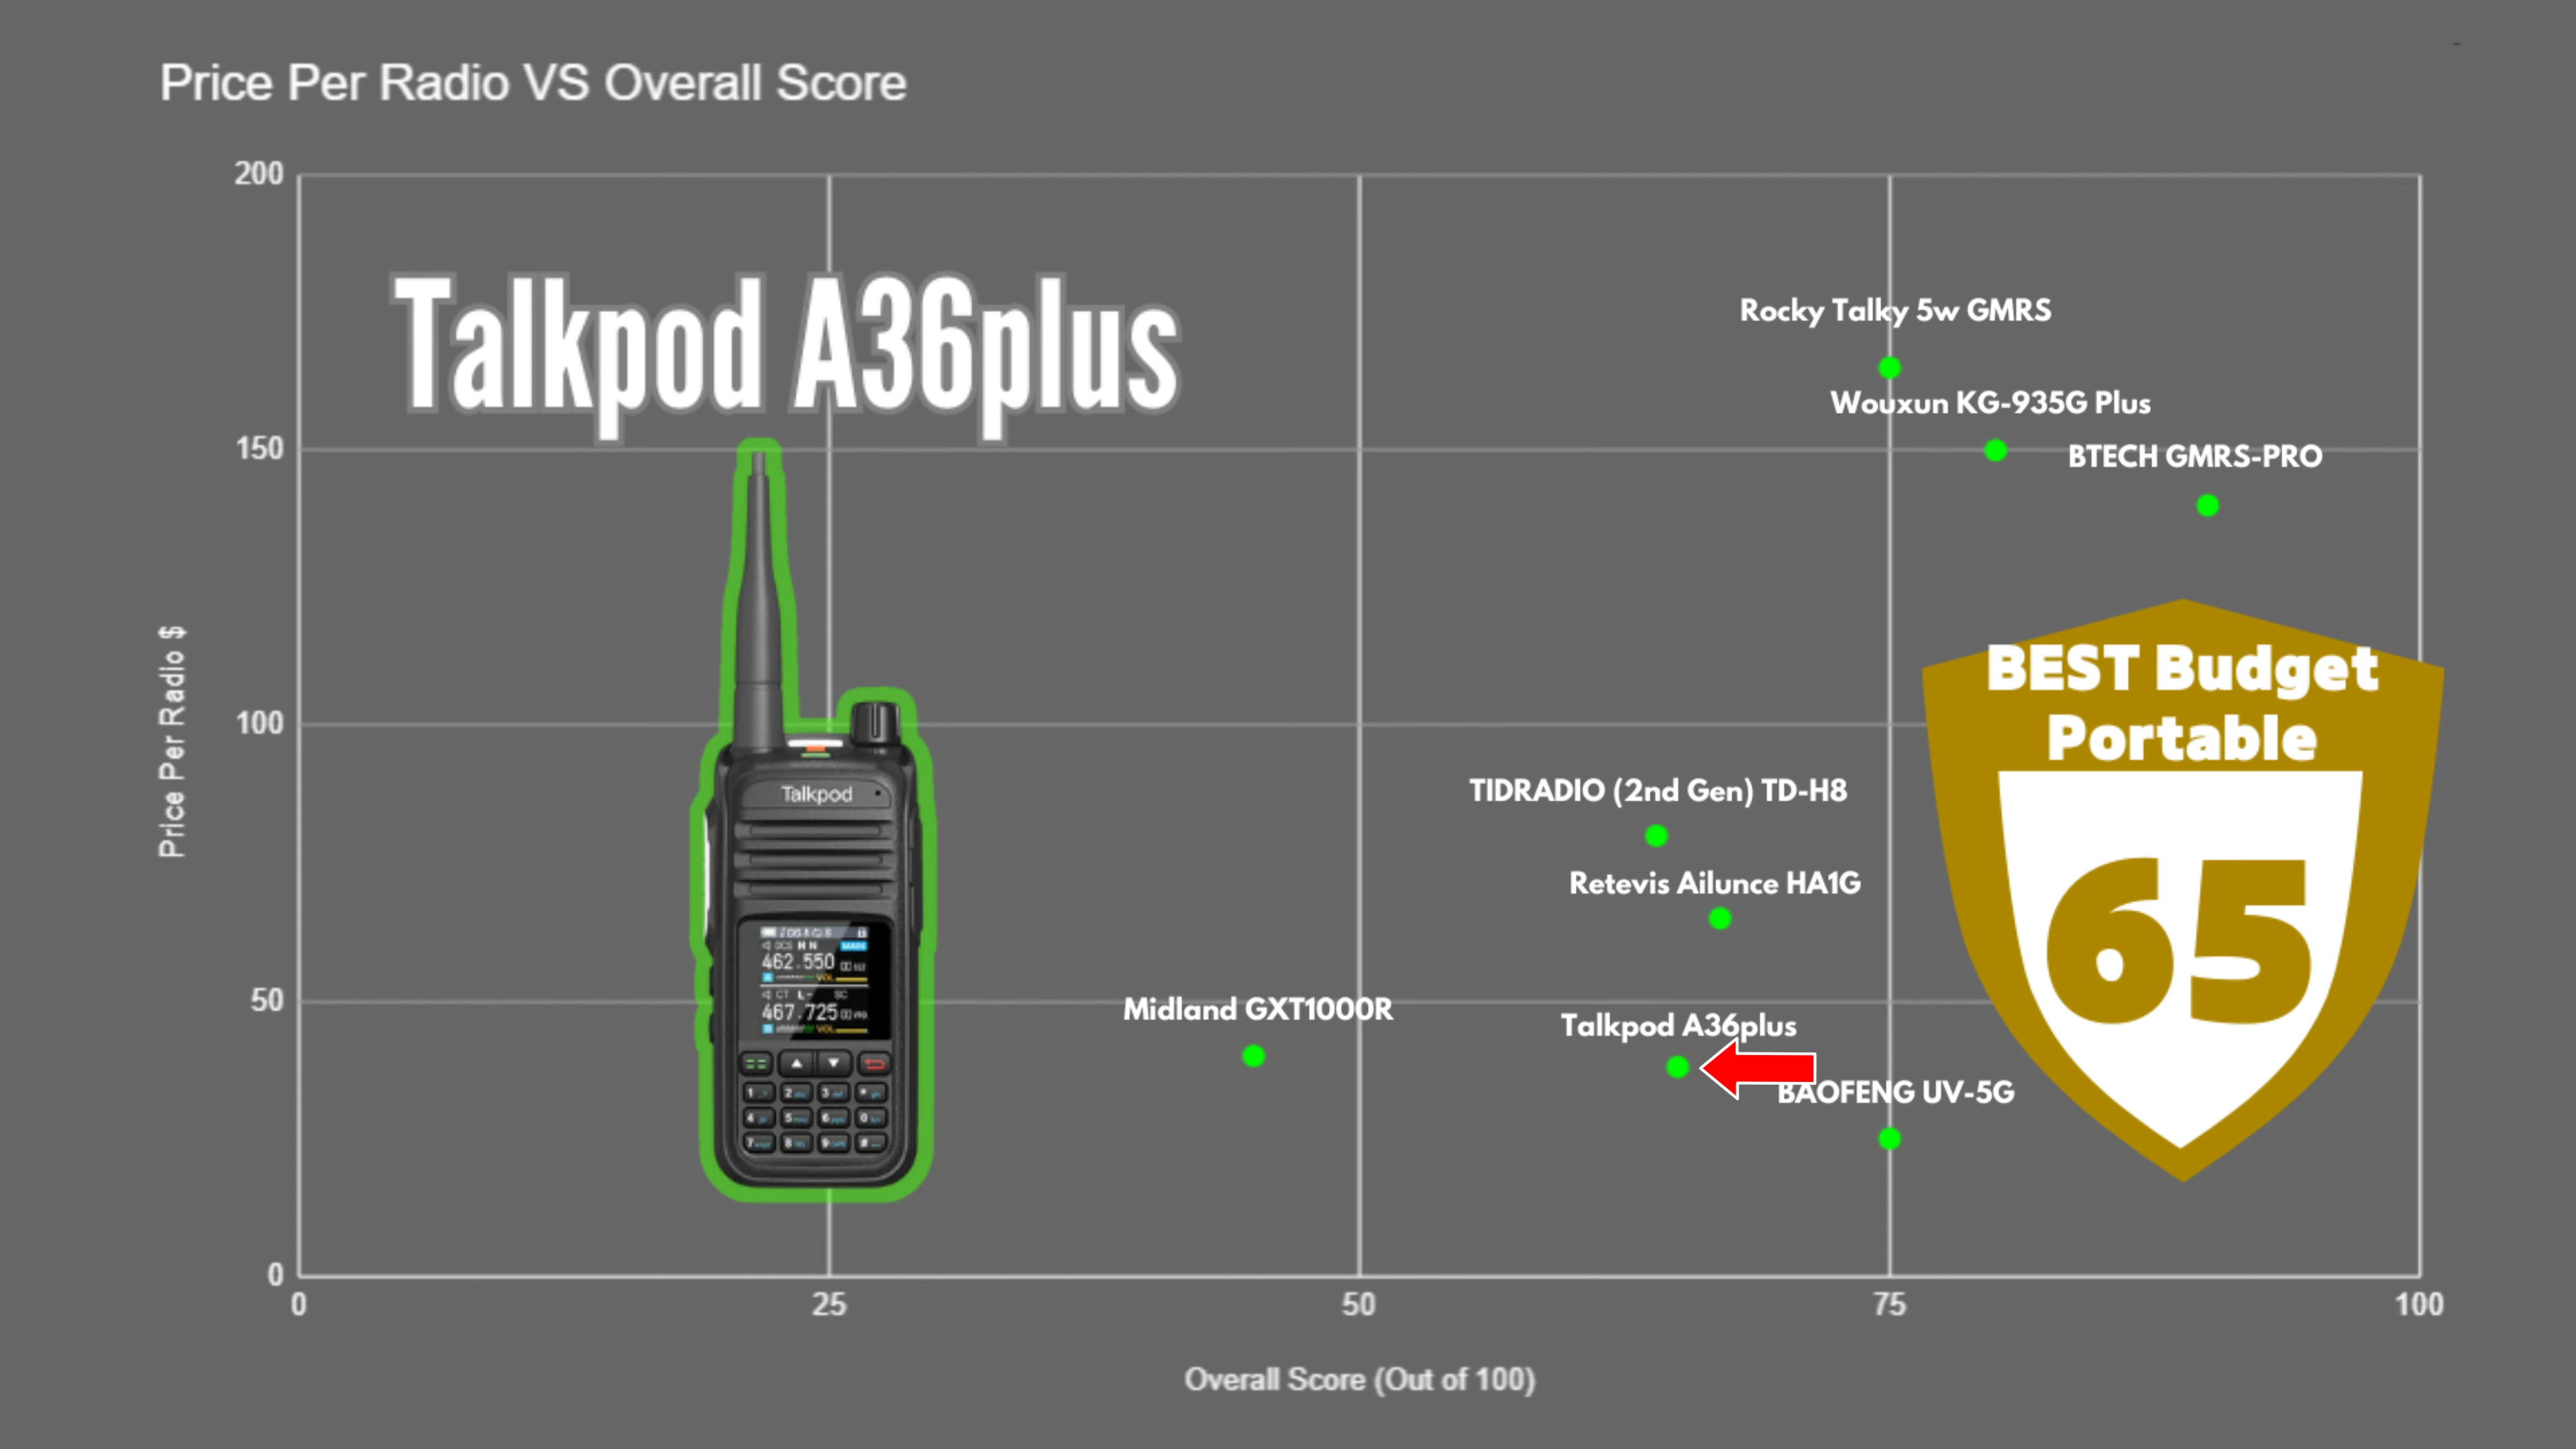 Price Per Radio VS Overall Score
200
Talkpod A36plus
Rocky Talky 5w GMRS
Wouxun KG-935G Plus
150
BTECH GMRS-PRO
BEST Budget
Portable
65
100
Price Per Radio $
Talkpod
TIDRADIO (2nd Gen) TD-H8
Retevis Ailunce HA1G
462.550
467.725
VOL
50
Midland GXT1000R
Talkpod A36plus
BAOFENG UV-5G
0
0
25
50
75
100
Overall Score (Out of 100)